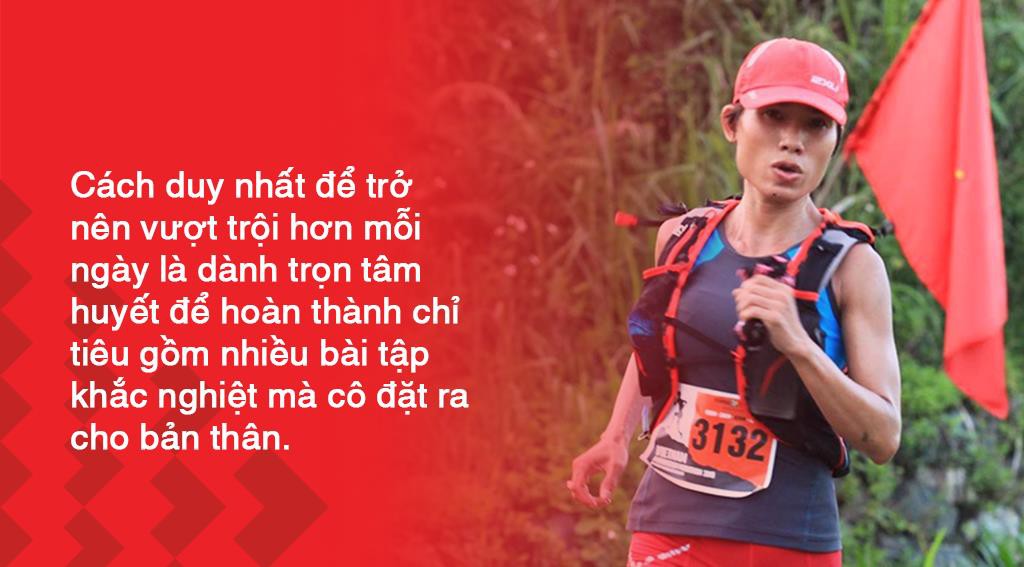 Cách duy nhất để trở
nên vượt trội hơn mỗi
ngày là dành trọn tâm
huyết để hoàn thành chỉ
tiêu gồm nhiều bài tập
khắc nghiệt mà cô đặt ra
cho bản thân.
2XU
3132
VIETNAM